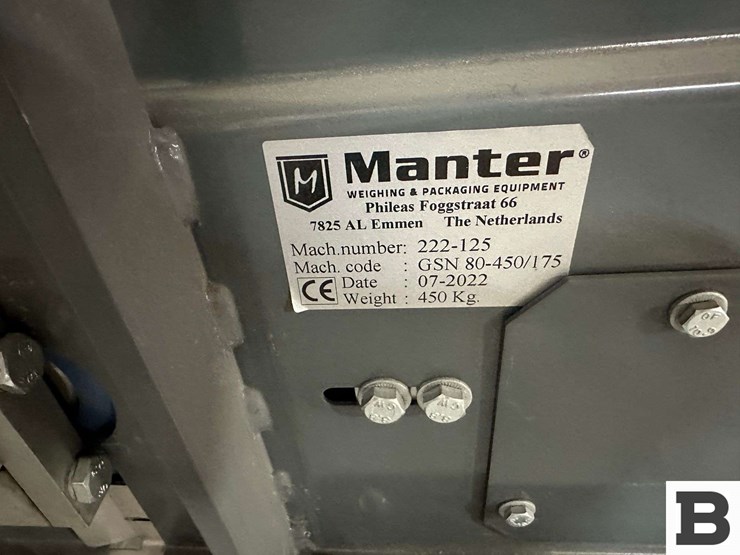 M
Manter®
WEIGHING & PACKAGING EQUIPMENT
Phileas Foggstraat 66
7825 AL Emmen The Netherlands
Mach.number: 222-125
Mach. code : GSN 80-450/175
CE Date : 07-2022
Weight : 450 Kg.
B